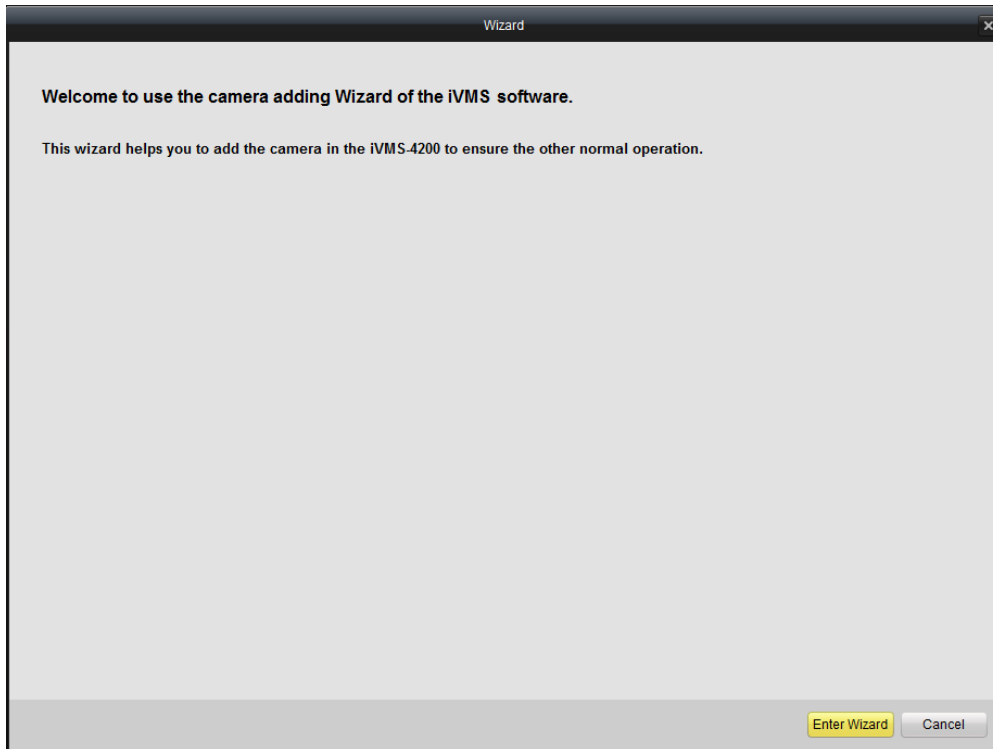 Wizard
Welcome to use the camera adding Wizard of the iVMS software.
This wizard helps you to add the camera in the iVMS-4200 to ensure the other normal operation.
Enter Wizard
Cancel